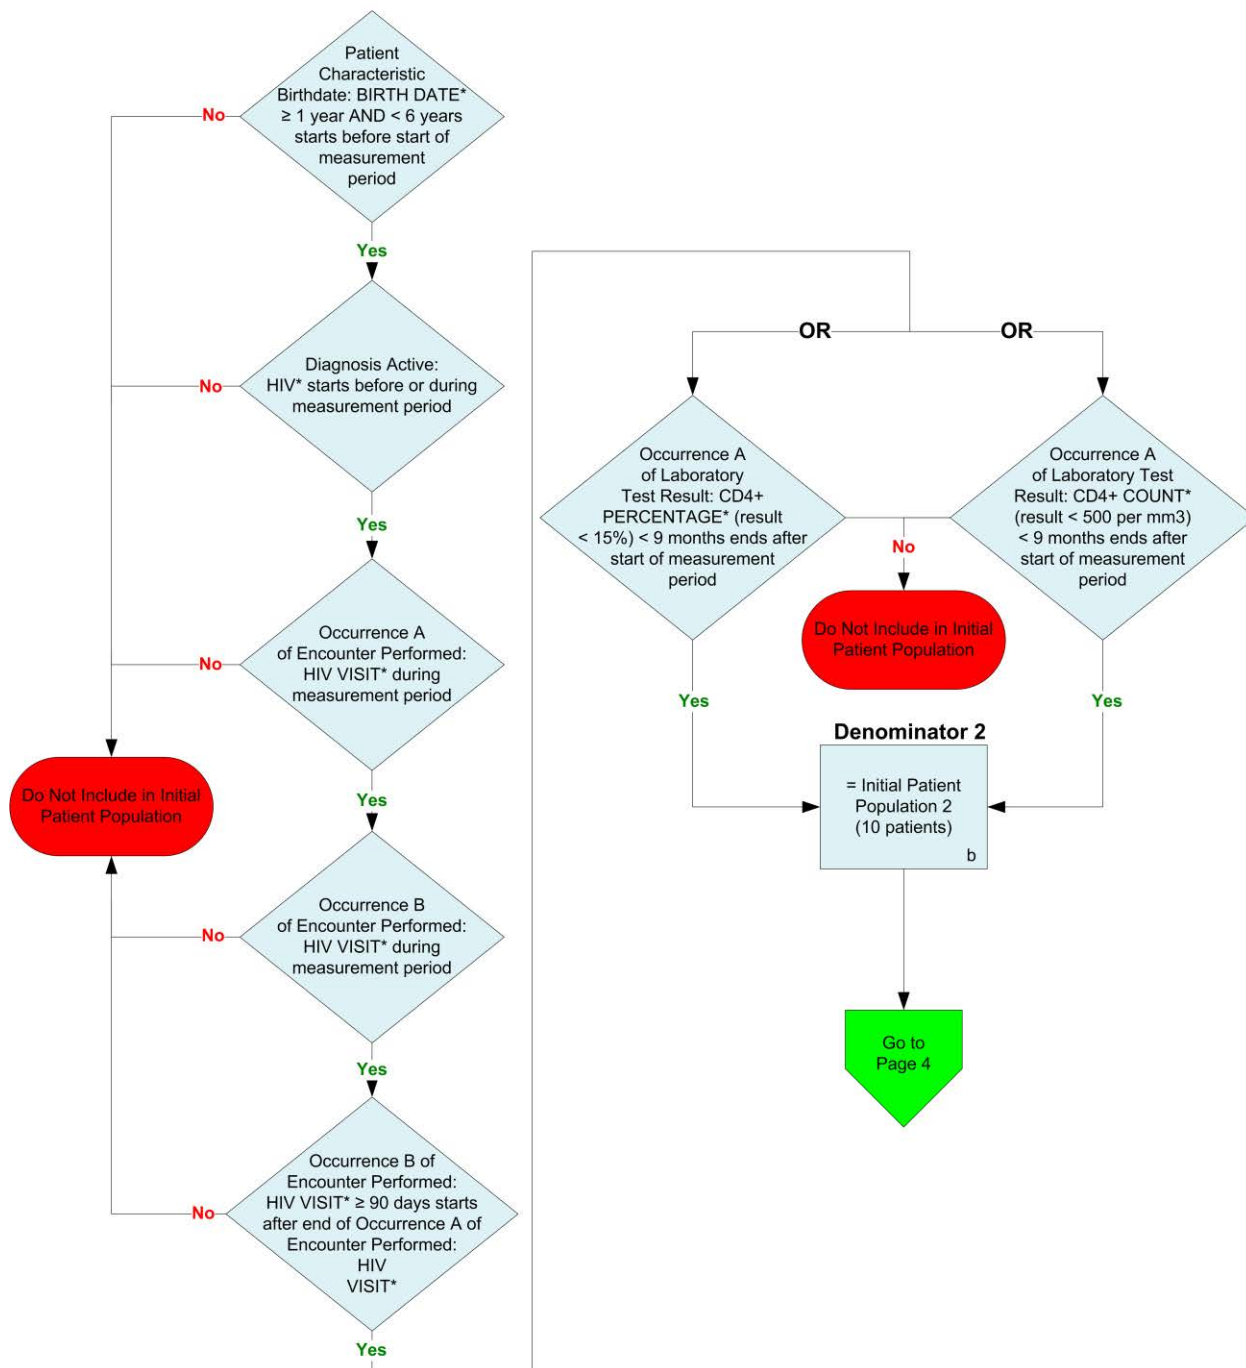 Patient
Characteristic
Birthdate: BIRTH DATE*
≥ 1 year AND < 6 years
starts before start of
measurement
period
No
Yes
Diagnosis Active:
HIV* starts before or during
measurement period
No
Yes
Occurrence A
of Encounter Performed:
HIV VISIT* during
measurement period
No
Yes
Do Not Include in Initial
Patient Population
Occurrence B
of Encounter Performed:
HIV VISIT* during
measurement period
No
Yes
Occurrence B of
Encounter Performed:
HIV VISIT* ≥ 90 days starts
after end of Occurrence A of
Encounter Performed:
HIV
VISIT*
No
Yes
OR
OR
Occurrence A
of Laboratory
Test Result: CD4+
PERCENTAGE* (result
< 15%) < 9 months ends after
start of measurement
period
Occurrence A
of Laboratory Test
Result: CD4+ COUNT*
(result < 500 per mm3)
< 9 months ends after
start of measurement
period
No
Do Not Include in Initial
Patient Population
Yes
Yes
Denominator 2
= Initial Patient
Population 2
(10 patients)
b
Go to
Page 4